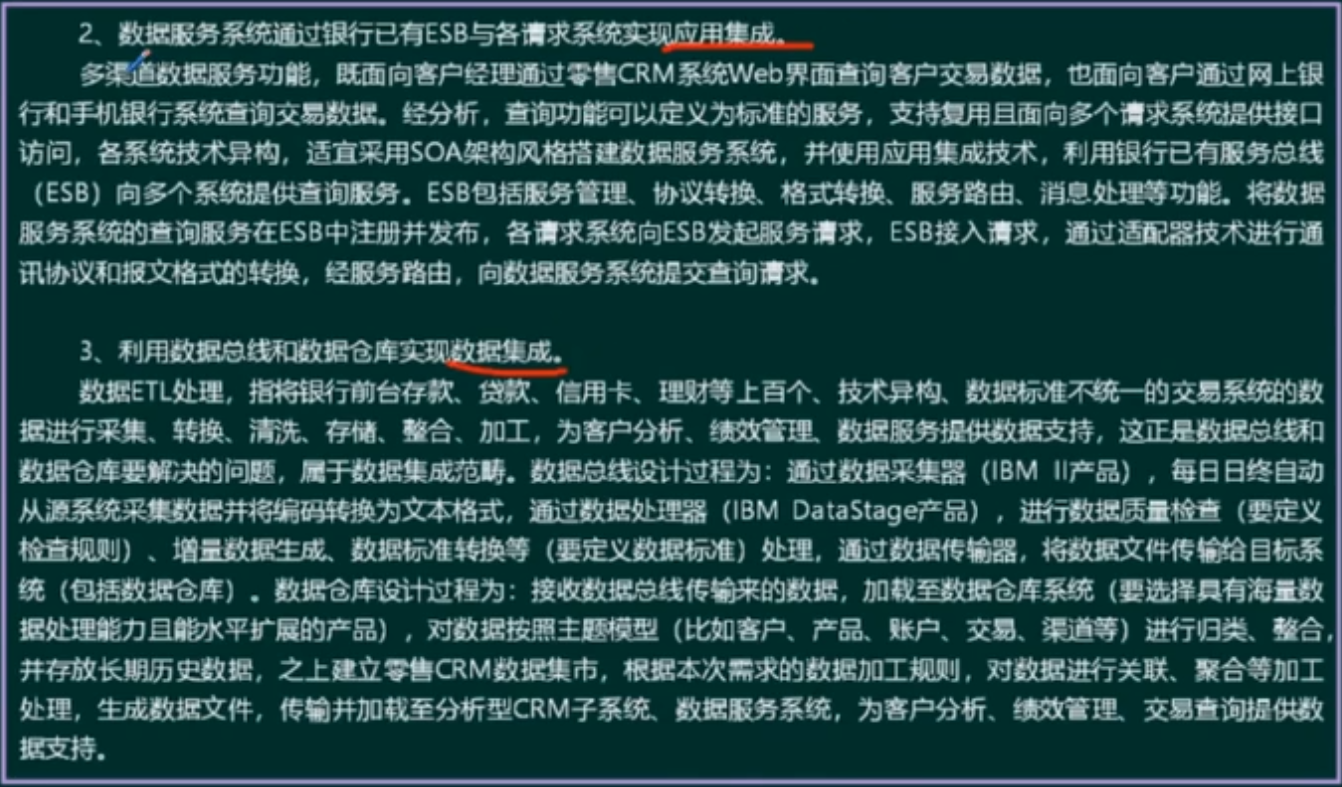 2、数据服务系统通过银行已有ESB与各请求系统实现应用集成。
多渠道数据服务功能，既面向客户经理通过零售CRM系统Web界面查询客户交易数据，也面向客户通过网上银
行和手机银行系统查询交易数据。经分析，查询功能可以定义为标准的服务，支持复用且面向多个请求系统提供接口
访问，各系统技术异构，适宜采用SOA架构风格搭建数据服务系统，并使用应用集成技术，利用银行已有服务总线
（ESB）向多个系统提供查询服务。ESB包括服务管理、协议转换、格式转换、服务路由、消息处理等功能。将数据
服务系统的查询服务在ESB中注册并发布，各请求系统向ESB发起服务请求，ESB接入请求，通过适配器技术进行通
讯协议和报文格式的转换，经服务路由，向数据服务系统提交查询请求。
3、利用数据总线和数据仓库实现数据集成。
数据ETL处理，指将银行前台存款、贷款、信用卡、理财等上百个、技术异构、数据标准不统一的交易系统的数
据进行采集、转换、清洗、存储、整合、加工，为客户分析、绩效管理、数据服务提供数据支持，这正是数据总线和
数据仓库要解决的问题，属于数据集成范畴。数据总线设计过程为：通过数据采集器（IBM II产品），每日日终自动
从源系统采集数据并将编码转换为文本格式，通过数据处理器（IBM DataStage产品），进行数据质量检查（要定义
检查规则）、增量数据生成、数据标准转换等（要定义数据标准）处理，通过数据传输器，将数据文件传输给目标系
统（包括数据仓库）。数据仓库设计过程为：接收数据总线传输来的数据，加载至数据仓库系统（要选择具有海量数
据处理能力且能水平扩展的产品），对数据按照主题模型（比如客户、产品、账户、交易、渠道等）进行归类、整合，
并存放长期历史数据，之上建立零售CRM数据集市，根据本次需求的数据加工规则，对数据进行关联、聚合等加工
处理，生成数据文件，传输并加载至分析型CRM子系统、数据服务系统，为客户分析、绩效管理、交易查询提供数
据支持。